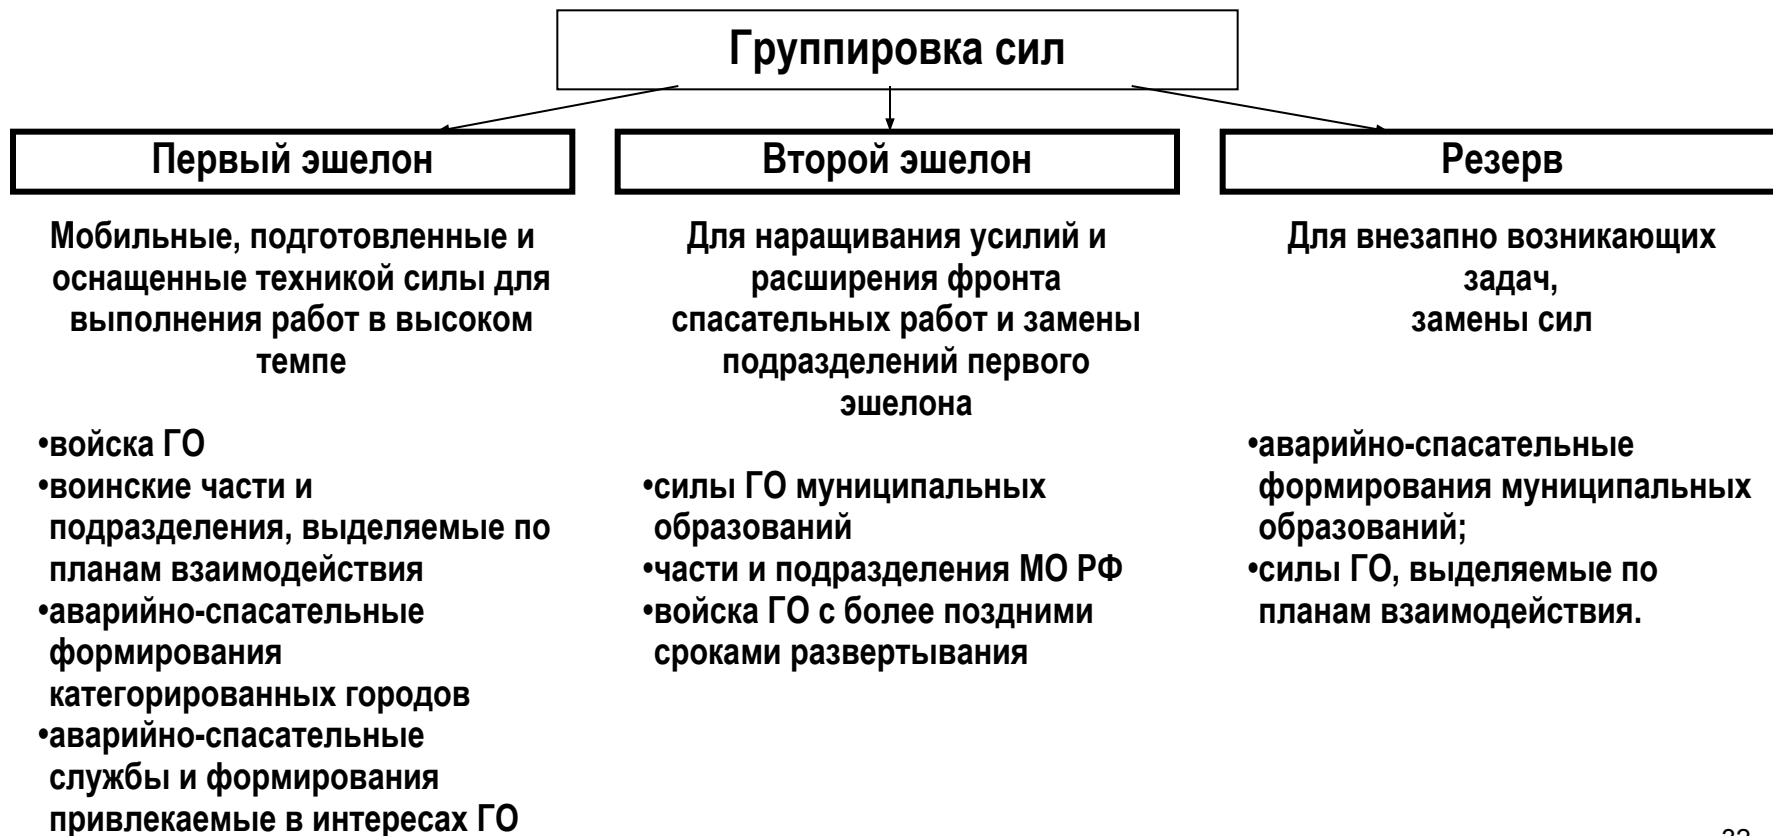 Группировка сил
Первый эшелон
Мобильные, подготовленные и
оснащенные техникой силы для
выполнения работ в высоком
темпе
•войска ГО
•воинские части и
подразделения, выделяемые по
планам взаимодействия
•аварийно-спасательные
формирования
категорированных городов
•аварийно-спасательные
службы и формирования
привлекаемые в интересах ГО
Второй эшелон
Для наращивания усилий и
расширения фронта
спасательных работ и замены
подразделений первого
эшелона
•силы ГО муниципальных
образований
•части и подразделения МО РФ
•войска ГО с более поздними
сроками развертывания
Резерв
Для внезапно возникающих
задач,
замены сил
•аварийно-спасательные
формирования муниципальных
образований;
•силы ГО, выделяемые по
планам взаимодействия.